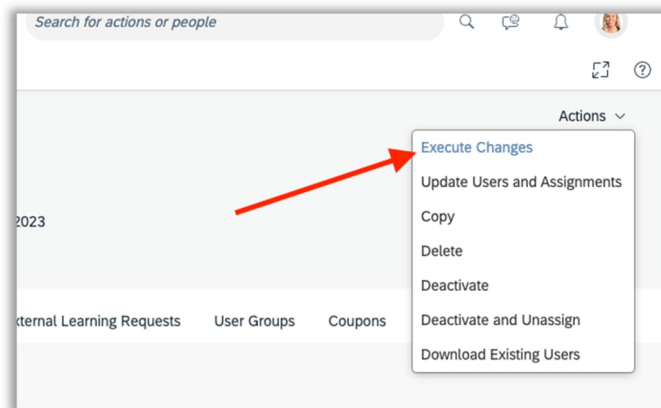 Search for actions or people
Actions
Execute Changes
Update Users and Assignments
Copy
2023
Delete
Deactivate
xternal Learning Requests User Groups Coupons
Deactivate and Unassign
Download Existing Users